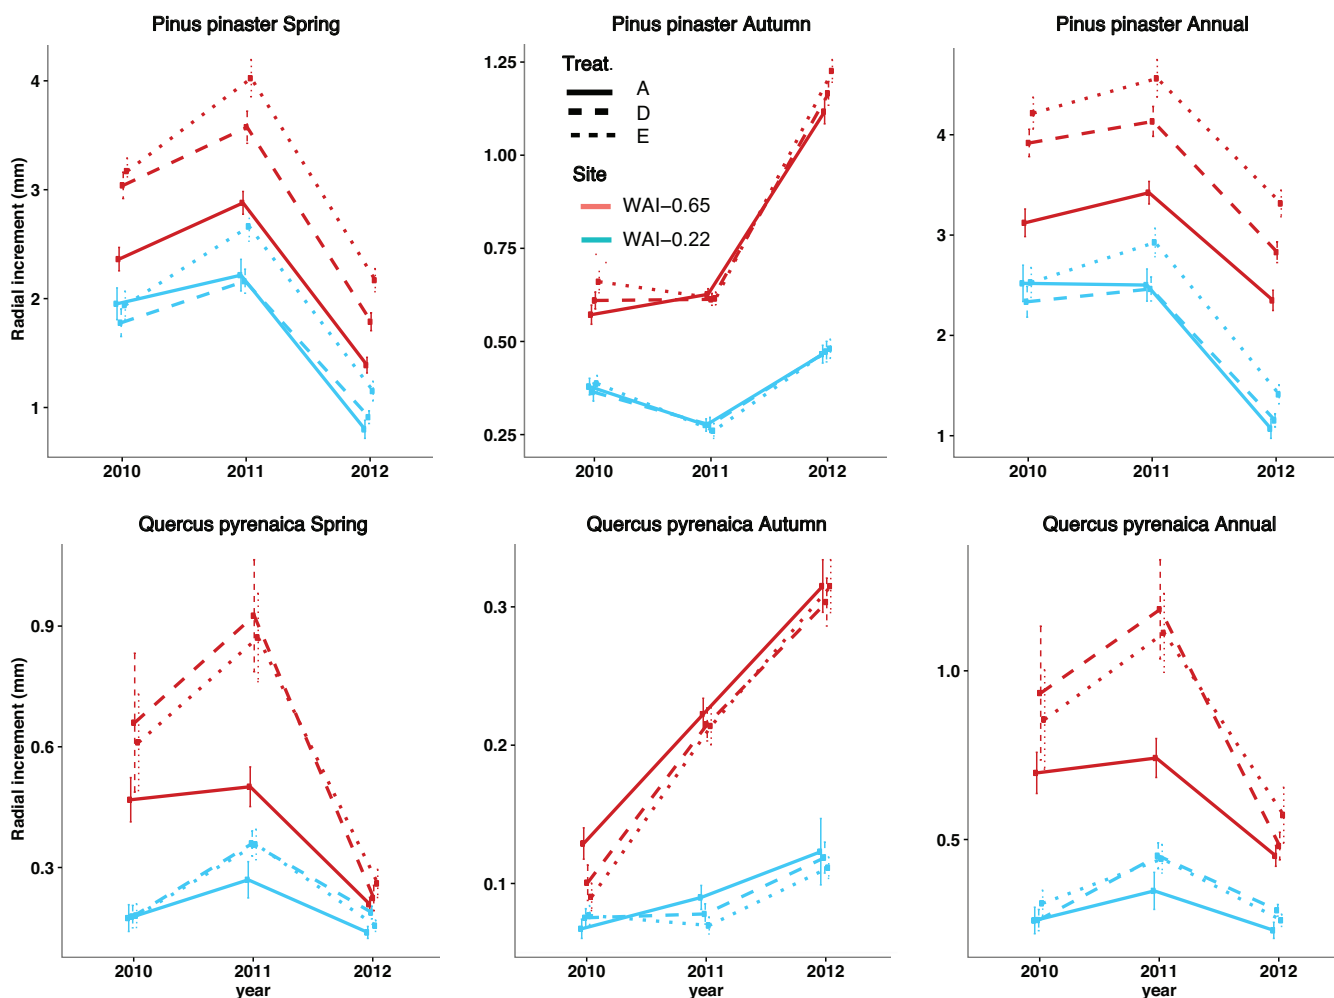 Pinus pinaster Spring
Pinus pinaster Autumn
Pinus pinaster Annual
Radial increment (mm)
4
3
2
1
2010
2011
2012
1.25
1.00
0.75
0.50
0.25
Treat.
A
D
E
Site
WAI−0.65
WAI−0.22
2010
2011
2012
4
3
2
1
2010
2011
2012
Quercus pyrenaica Spring
Quercus pyrenaica Autumn
Quercus pyrenaica Annual
Radial increment (mm)
0.9
0.6
0.3
2010
2011
2012
year
0.3
0.2
0.1
2010
2011
2012
year
1.0
0.5
2010
2011
2012
year